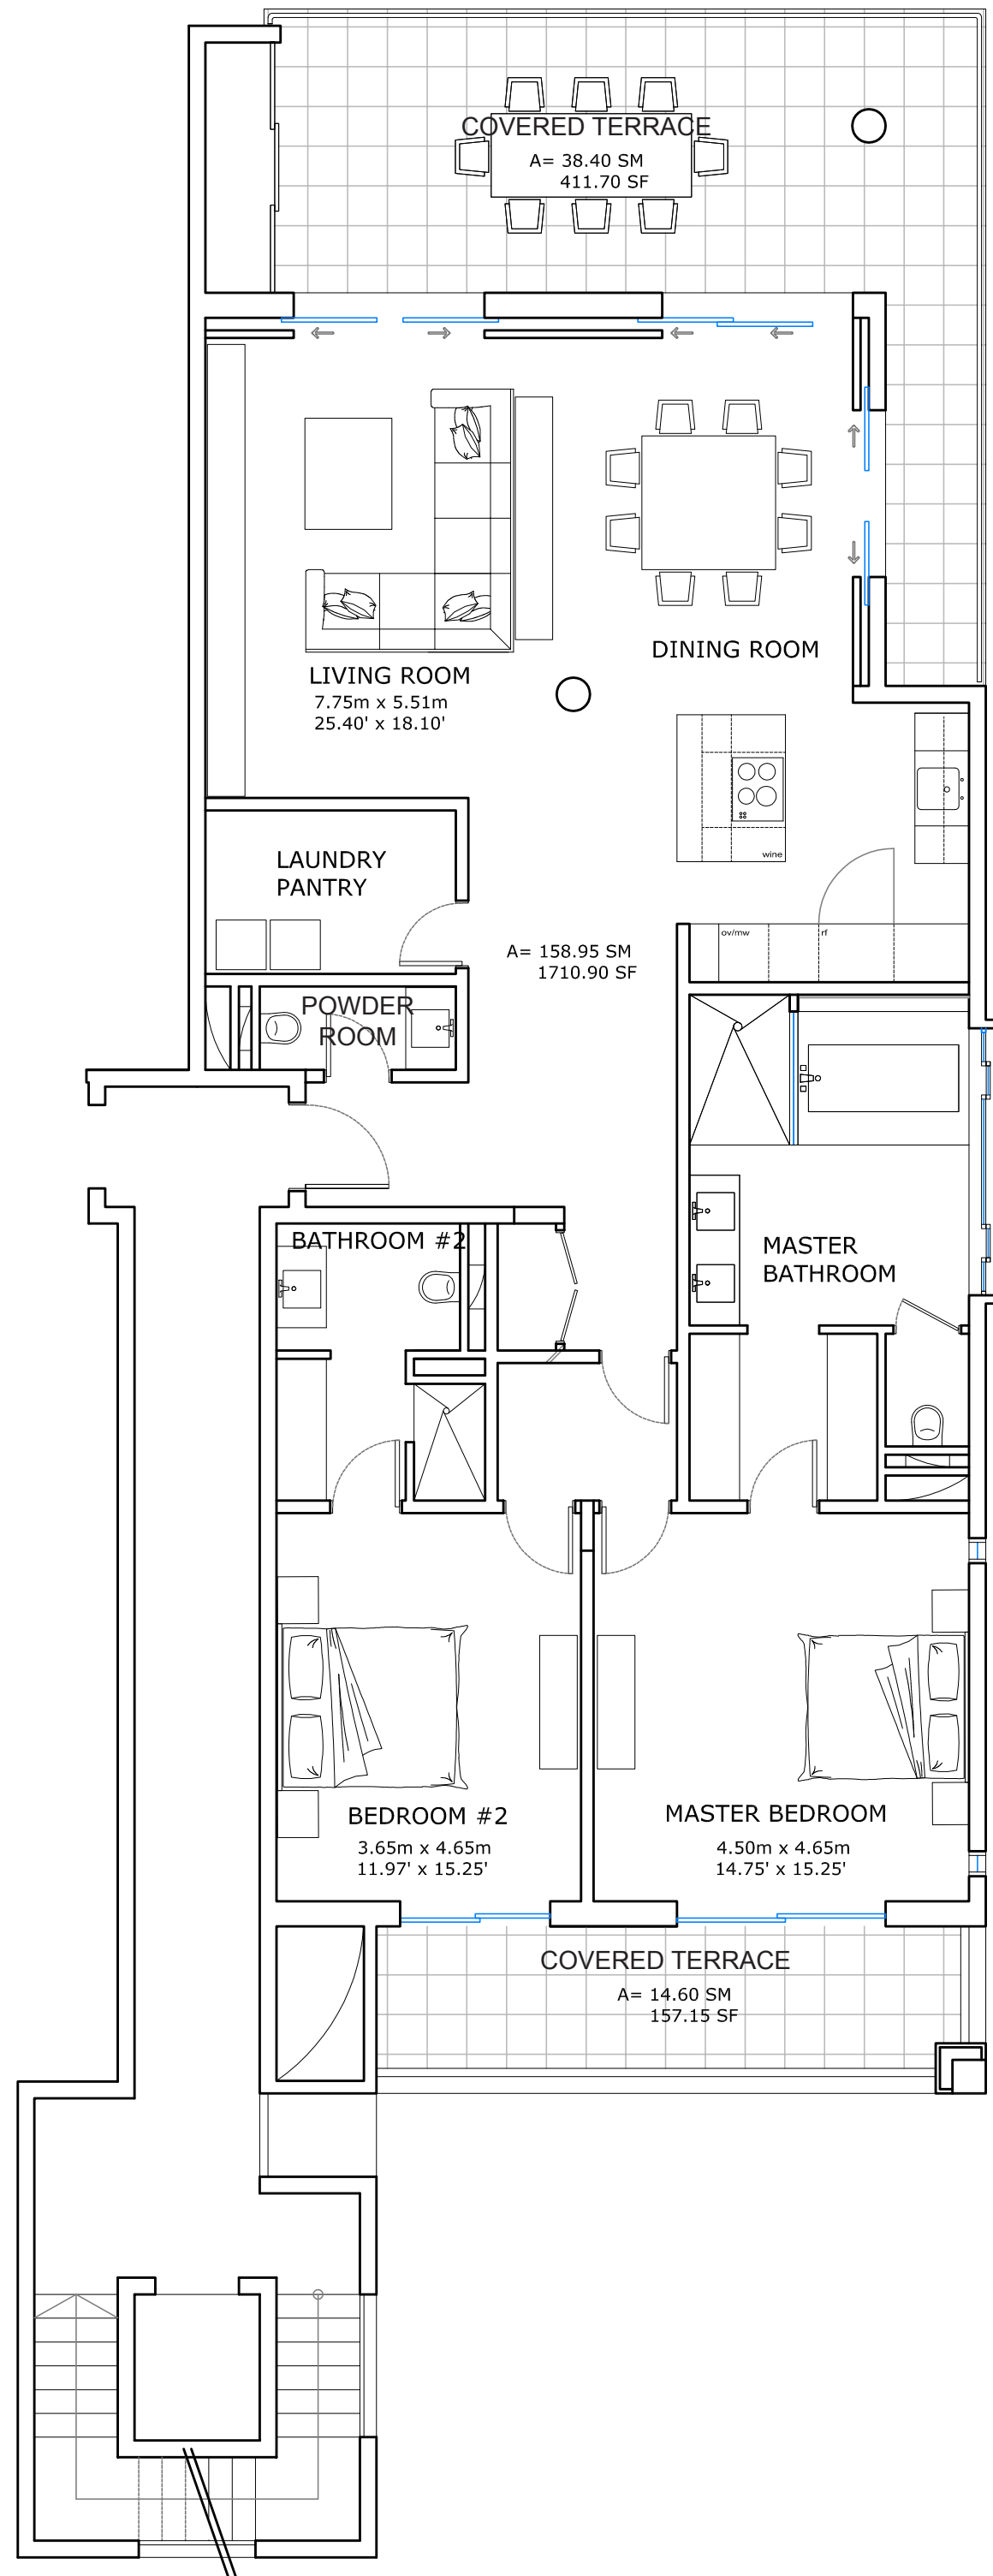 COVERED TERRACE
A= 38.40 SM
411.70 SF
DINING ROOM
LIVING ROOM
7.75m x 5.51m
25.40' x 18.10'
wine
LAUNDRY
PANTRY
ov/mw
rf
A= 158.95 SM
1710.90 SF
POWDER
ROOM
BATHROOM #2
MASTER
BATHROOM
BEDROOM #2
3.65m x 4.65m
11.97' x 15.25'
MASTER BEDROOM
4.50m x 4.65m
14.75' x 15.25'
COVERED TERRACE
A= 14.60 SM
157.15 SF